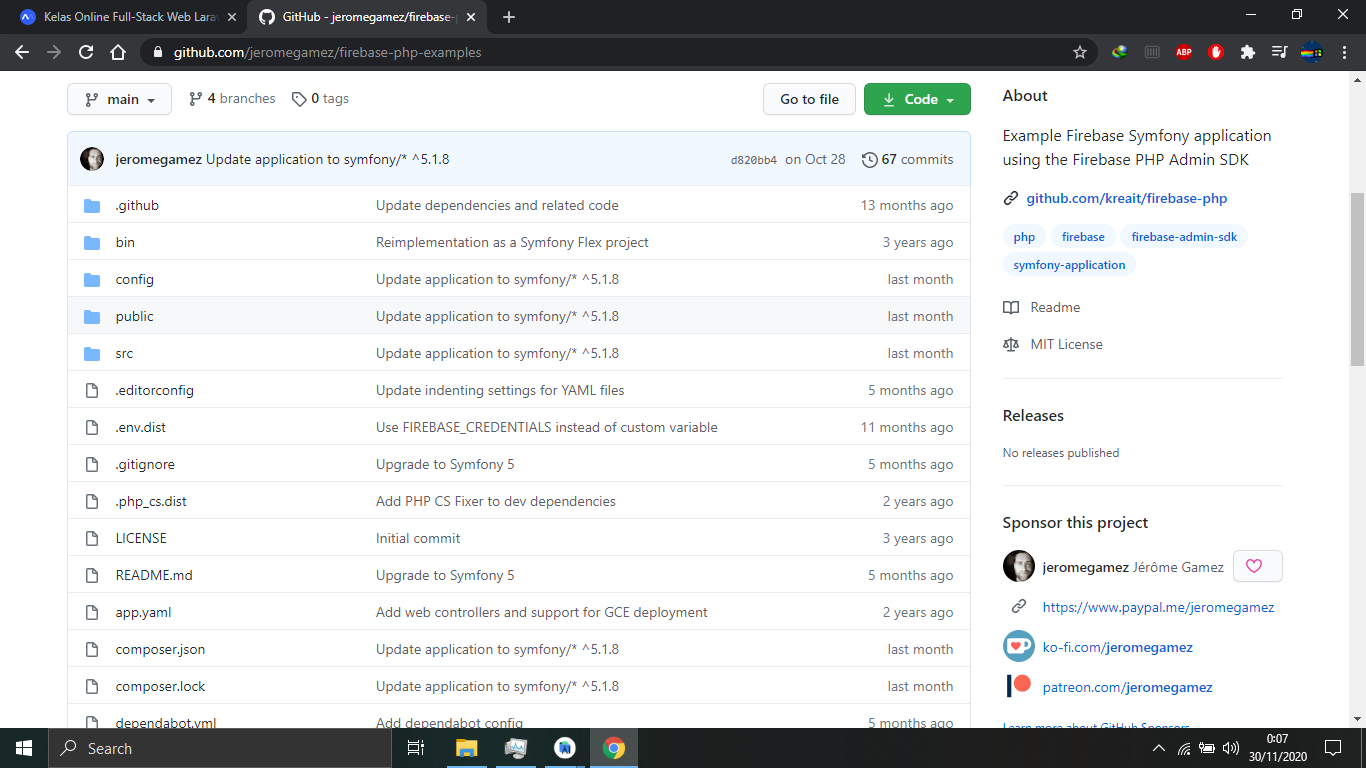 Kelas Online Full-Stack Web Lara
GitHub - jeromegamez/firebase-p
github.com/jeromegamez/firebase-php-examples
ABP
main
4 branches
0 tags
Go to file
Code
jeromegamez Update application to symfony/* ^5.1.8
d820bb4 on Oct 28
67 commits
.github Update dependencies and related code 13 months ago
bin Reimplementation as a Symfony Flex project 3 years ago
config Update application to symfony/* ^5.1.8 last month
public Update application to symfony/* ^5.1.8 last month
src Update application to symfony/* ^5.1.8 last month
.editorconfig Update indenting settings for YAML files 5 months ago
.env.dist Use FIREBASE_CREDENTIALS instead of custom variable 11 months ago
.gitignore Upgrade to Symfony 5 5 months ago
.php_cs.dist Add PHP CS Fixer to dev dependencies 2 years ago
LICENSE Initial commit 3 years ago
README.md Upgrade to Symfony 5 5 months ago
app.yaml Add web controllers and support for GCE deployment 2 years ago
composer.json Update application to symfony/* ^5.1.8 last month
composer.lock Update application to symfony/* ^5.1.8 last month
dependabot.yml Add dependabot config 5 months ago
About
Example Firebase Symfony application
using the Firebase PHP Admin SDK
github.com/kreait/firebase-php
php firebase firebase-admin-sdk
symfony-application
Readme
MIT License
Releases
No releases published
Sponsor this project
jeromegamez Jérôme Gamez
https://www.paypal.me/jeromegamez
ko-fi.com/jeromegamez
patreon.com/jeromegamez
Learn more about GitHub Sponsors
Search
0:07
30/11/2020